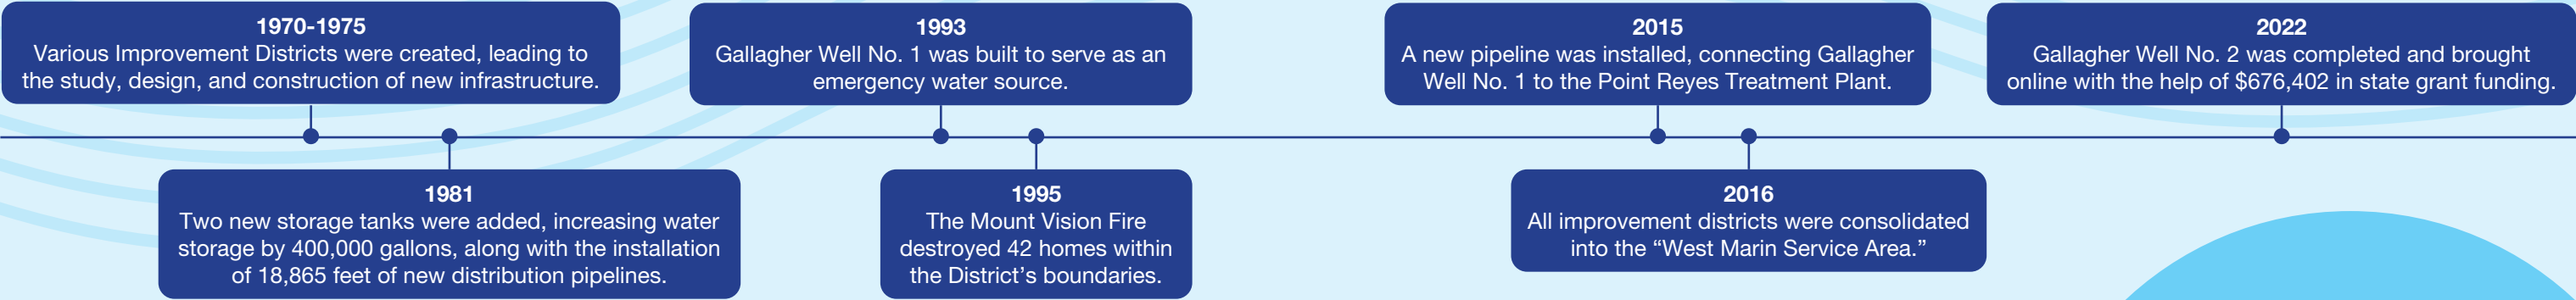 1970-1975
Various Improvement Districts were created, leading to
the study, design, and construction of new infrastructure.
1981
Two new storage tanks were added, increasing water
storage by 400,000 gallons, along with the installation
of 18,865 feet of new distribution pipelines.
1993
Gallagher Well No. 1 was built to serve as an
emergency water source.
1995
The Mount Vision Fire
destroyed 42 homes within
the District’s boundaries.
2015
A new pipeline was installed, connecting Gallagher
Well No. 1 to the Point Reyes Treatment Plant.
2016
All improvement districts were consolidated
into the “West Marin Service Area.”
2022
Gallagher Well No. 2 was completed and brought
online with the help of $676,402 in state grant funding.